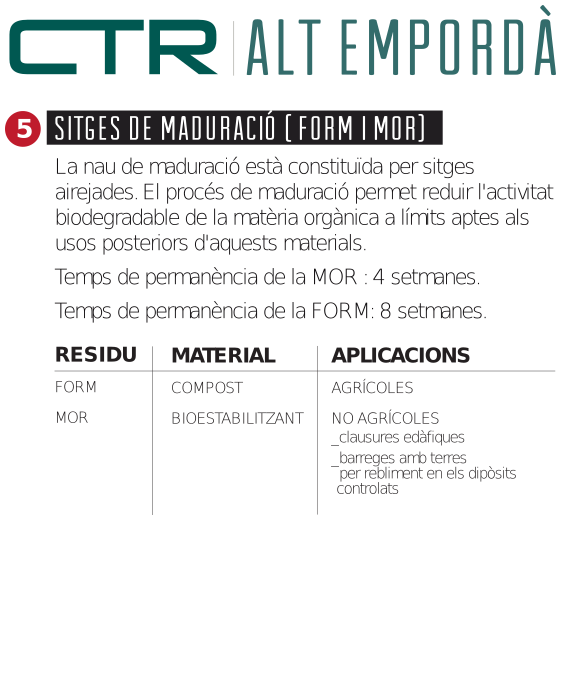 CTR ALT EMPORDÀ
5 SITGES DE MADURACIÓ (FORM I MOR)
La nau de maduració està constituïda per sitges
airejades. El procés de maduració permet reduir l'activitat
biodegradable de la matèria orgànica a límits aptes als
usos posteriors d'aquests materials.
Temps de permanència de la MOR : 4 setmanes.
Temps de permanència de la FORM: 8 setmanes.
RESIDU MATERIAL APLICACIONS
FORM COMPOST AGRÍCOLES
MOR BIOESTABILITZANT NO AGRÍCOLES
_clausures edàfiques
_barreges amb terres
_per rebliment en els dipòsits
controlats